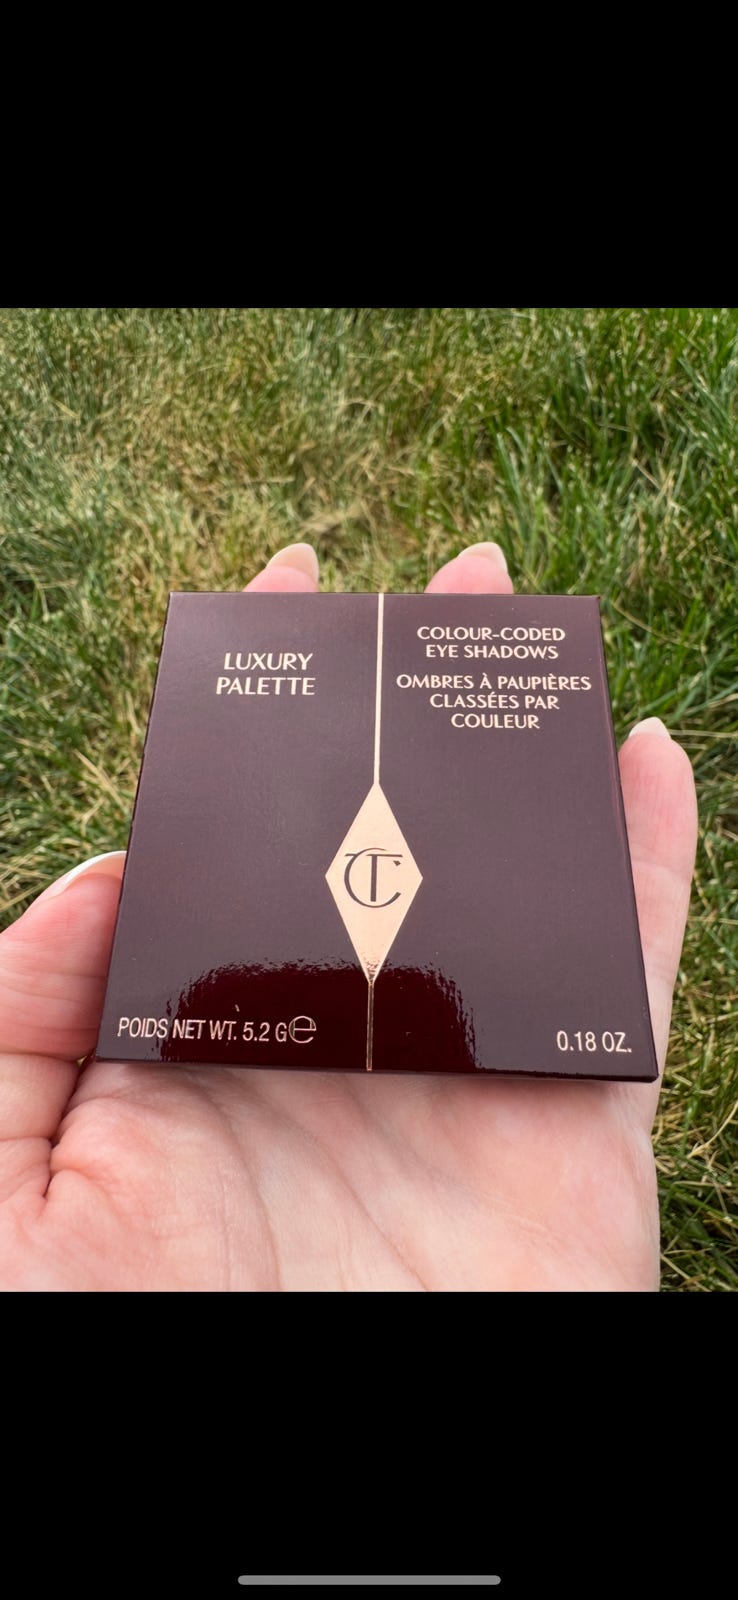 LUXURY
PALETTE
COLOUR-CODED
EYE SHADOWS
OMBRES À PAUPIÈRES
CLASSÉES PAR
COULEUR
CT
POIDS NET WT. 5.2 G℮
0.18 OZ.